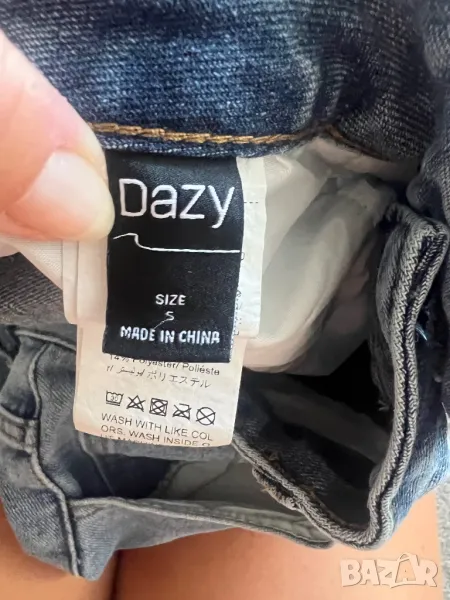 Dazy
SIZE
S
MADE IN CHINA
14% Polyester/ Poliéste
ポリエステル
WASH WITH LIKE COL
ORS. WASH INSIDE O
BAZAR